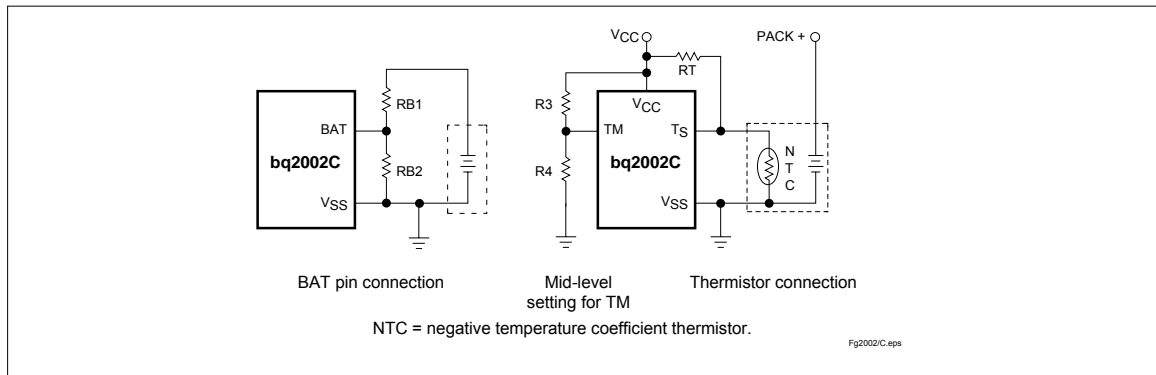 VCC
PACK +
RT
RB1
R3
VCC
BAT
TM
TS
bq2002C
bq2002C
RB2
R4
N
T
C
VSS
VSS
BAT pin connection
Mid-level
setting for TM
Thermistor connection
NTC = negative temperature coefficient thermistor.
Fg2002/C.eps